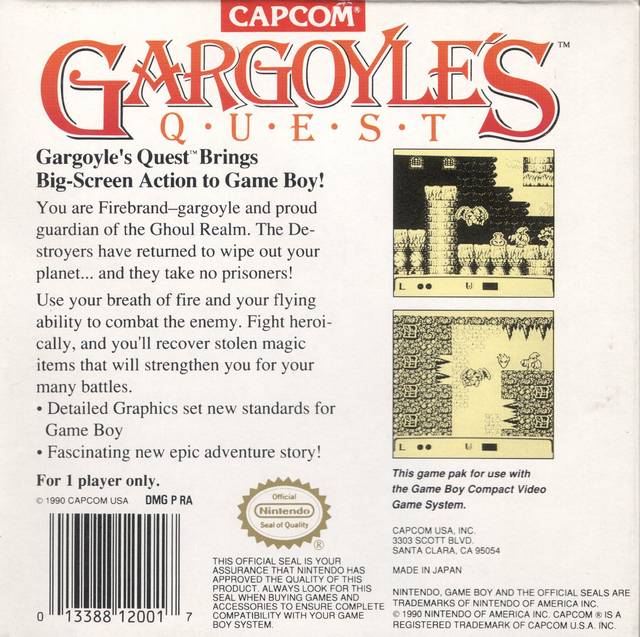 CAPCOM®
GARGOYLE'S™
Q·U·E·S·T
Gargoyle's Quest™ Brings
Big-Screen Action to Game Boy!
You are Firebrand–gargoyle and proud
guardian of the Ghoul Realm. The De-
stroyers have returned to wipe out your
planet... and they take no prisoners!
Use your breath of fire and your flying
ability to combat the enemy. Fight heroi-
cally, and you'll recover stolen magic
items that will strengthen you for your
many battles.
• Detailed Graphics set new standards for
Game Boy
• Fascinating new epic adventure story!
For 1 player only.
© 1990 CAPCOM USA DMG P RA
0 13388 12001 7
Official
Nintendo
Seal of Quality
®
THIS OFFICIAL SEAL IS YOUR
ASSURANCE THAT NINTENDO HAS
APPROVED THE QUALITY OF THIS
PRODUCT. ALWAYS LOOK FOR THIS
SEAL WHEN BUYING GAMES AND
ACCESSORIES TO ENSURE COMPLETE
COMPATIBILITY WITH YOUR GAME
BOY SYSTEM.
L
L
This game pak for use with
the Game Boy Compact Video
Game System.
CAPCOM USA, INC.
3303 SCOTT BLVD.
SANTA CLARA, CA 95054
MADE IN JAPAN
NINTENDO, GAME BOY AND THE OFFICIAL SEALS ARE
TRADEMARKS OF NINTENDO OF AMERICA INC.
© 1990 NINTENDO OF AMERICA INC. CAPCOM ® IS A
REGISTERED TRADEMARK OF CAPCOM U.S.A. INC.